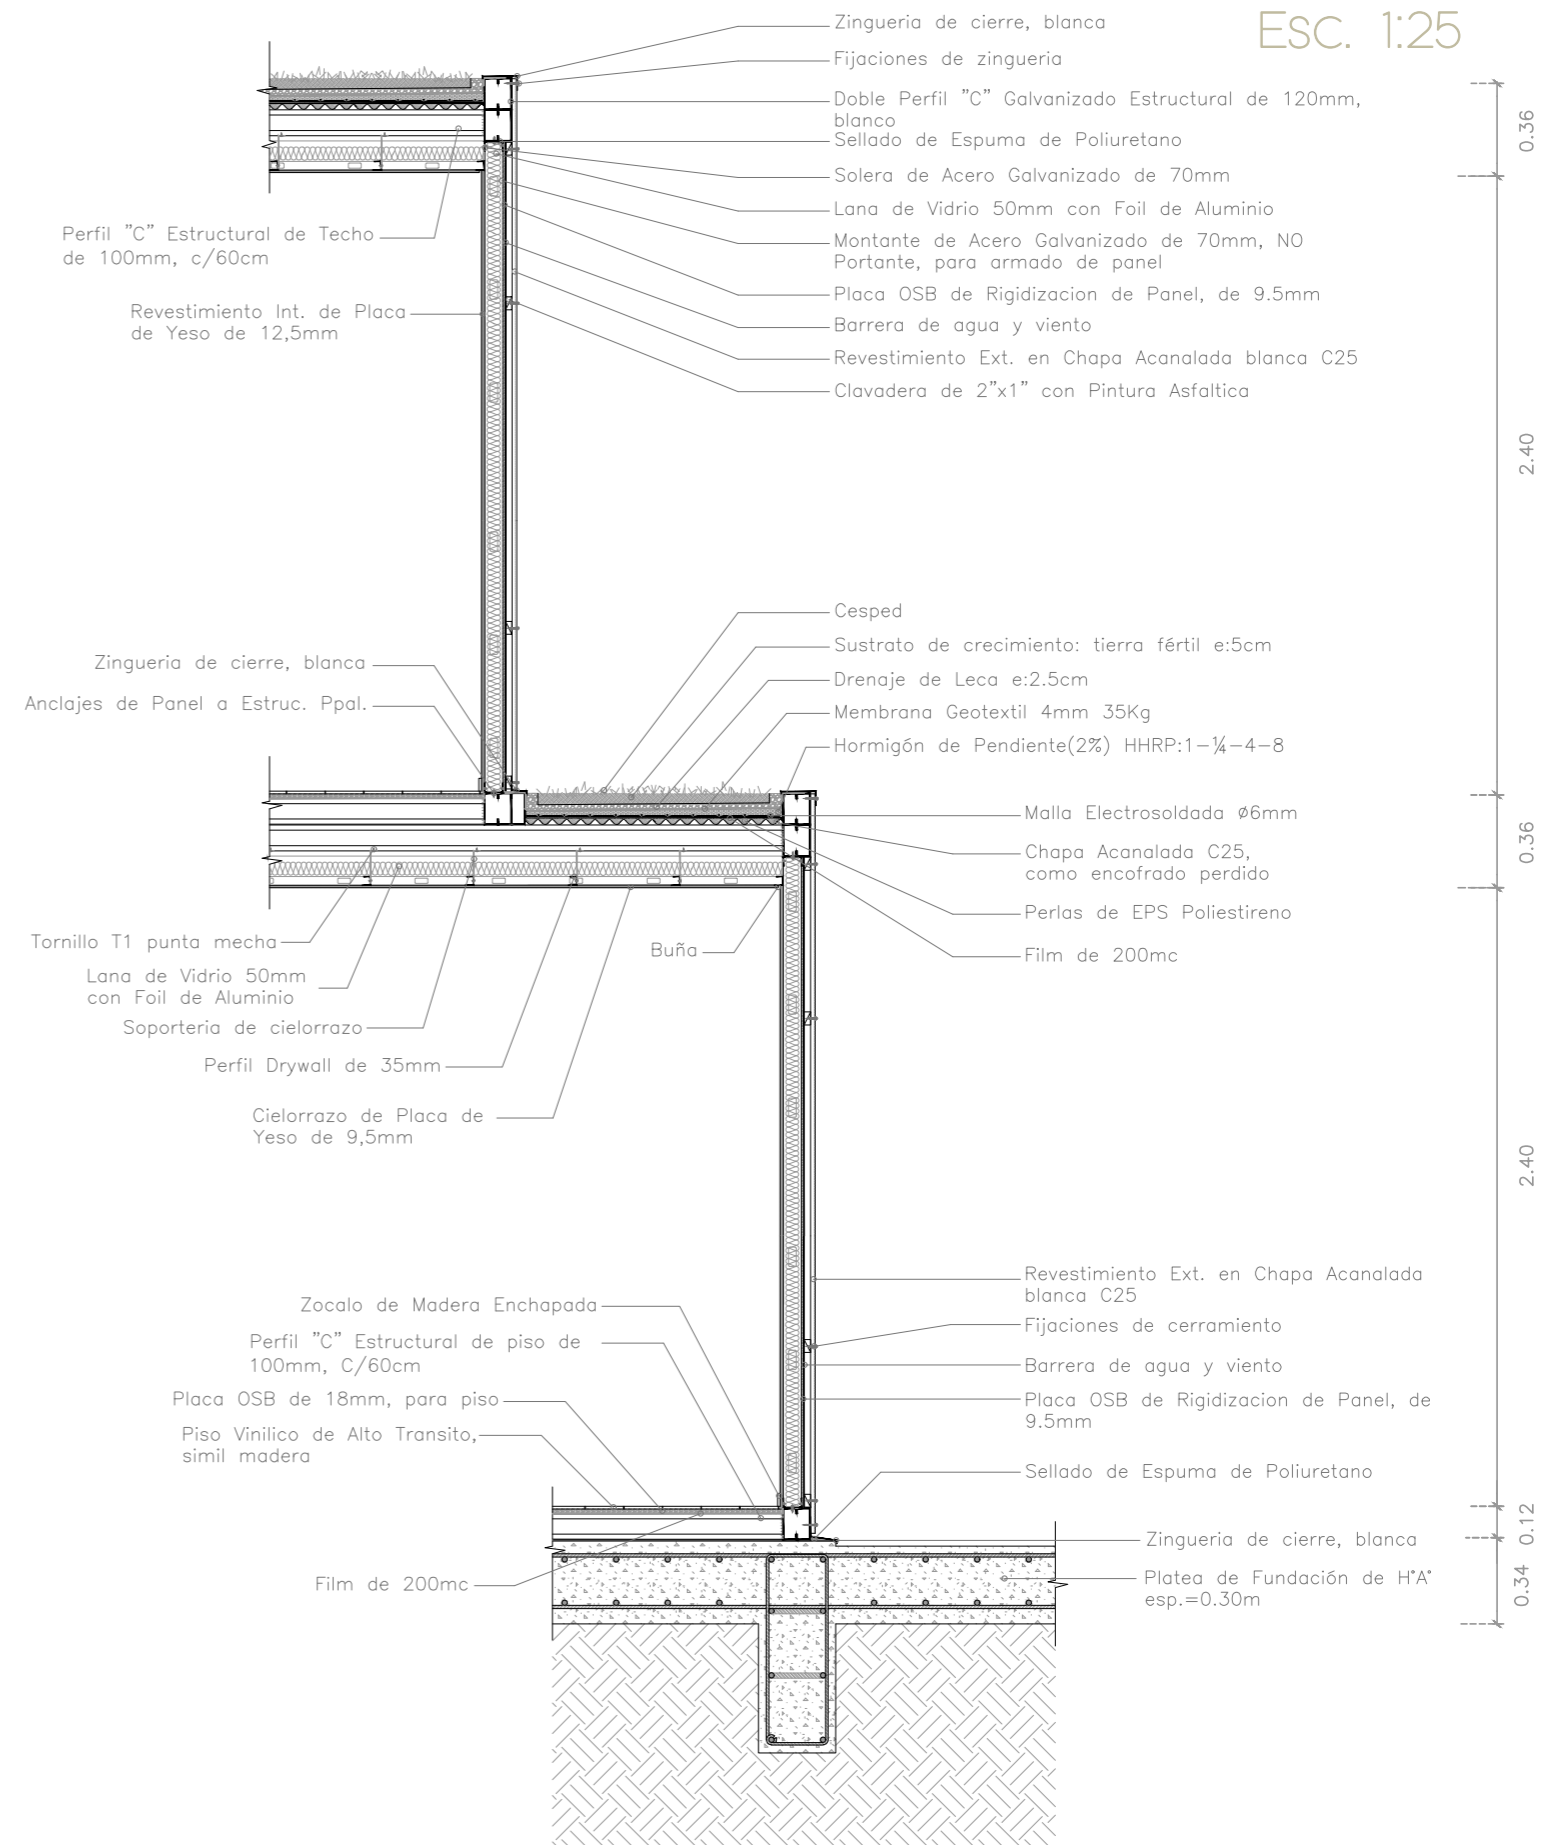 Esc. 1:25
Zingueria de cierre, blanca
Fijaciones de zingueria
Doble Perfil "C" Galvanizado Estructural de 120mm,
blanco
Sellado de Espuma de Poliuretano
Solera de Acero Galvanizado de 70mm
Lana de Vidrio 50mm con Foil de Aluminio
Montante de Acero Galvanizado de 70mm, NO
Portante, para armado de panel
Placa OSB de Rigidizacion de Panel, de 9.5mm
Barrera de agua y viento
Revestimiento Ext. en Chapa Acanalada blanca C25
Clavadera de 2"x1" con Pintura Asfaltica
Perfil "C" Estructural de Techo
de 100mm, c/60cm
Revestimiento Int. de Placa
de Yeso de 12,5mm
0.36
2.40
Cesped
Sustrato de crecimiento: tierra fértil e:5cm
Drenaje de Leca e:2.5cm
Membrana Geotextil 4mm 35Kg
Hormigón de Pendiente(2%) HHRP:1-¼-4-8
Zingueria de cierre, blanca
Anclajes de Panel a Estruc. Ppal.
Malla Electrosoldada ø6mm
Chapa Acanalada C25,
como encofrado perdido
Perlas de EPS Poliestireno
Film de 200mc
0.36
Tornillo T1 punta mecha
Buña
Lana de Vidrio 50mm
con Foil de Aluminio
Soporteria de cielorrazo
Perfil Drywall de 35mm
Cielorrazo de Placa de
Yeso de 9,5mm
2.40
Revestimiento Ext. en Chapa Acanalada
blanca C25
Fijaciones de cerramiento
Barrera de agua y viento
Placa OSB de Rigidizacion de Panel, de
9.5mm
Sellado de Espuma de Poliuretano
Zocalo de Madera Enchapada
Perfil "C" Estructural de piso de
100mm, C/60cm
Placa OSB de 18mm, para piso
Piso Vinilico de Alto Transito,
simil madera
Film de 200mc
0.12
Zingueria de cierre, blanca
Platea de Fundación de H°A°
esp.=0.30m
0.34